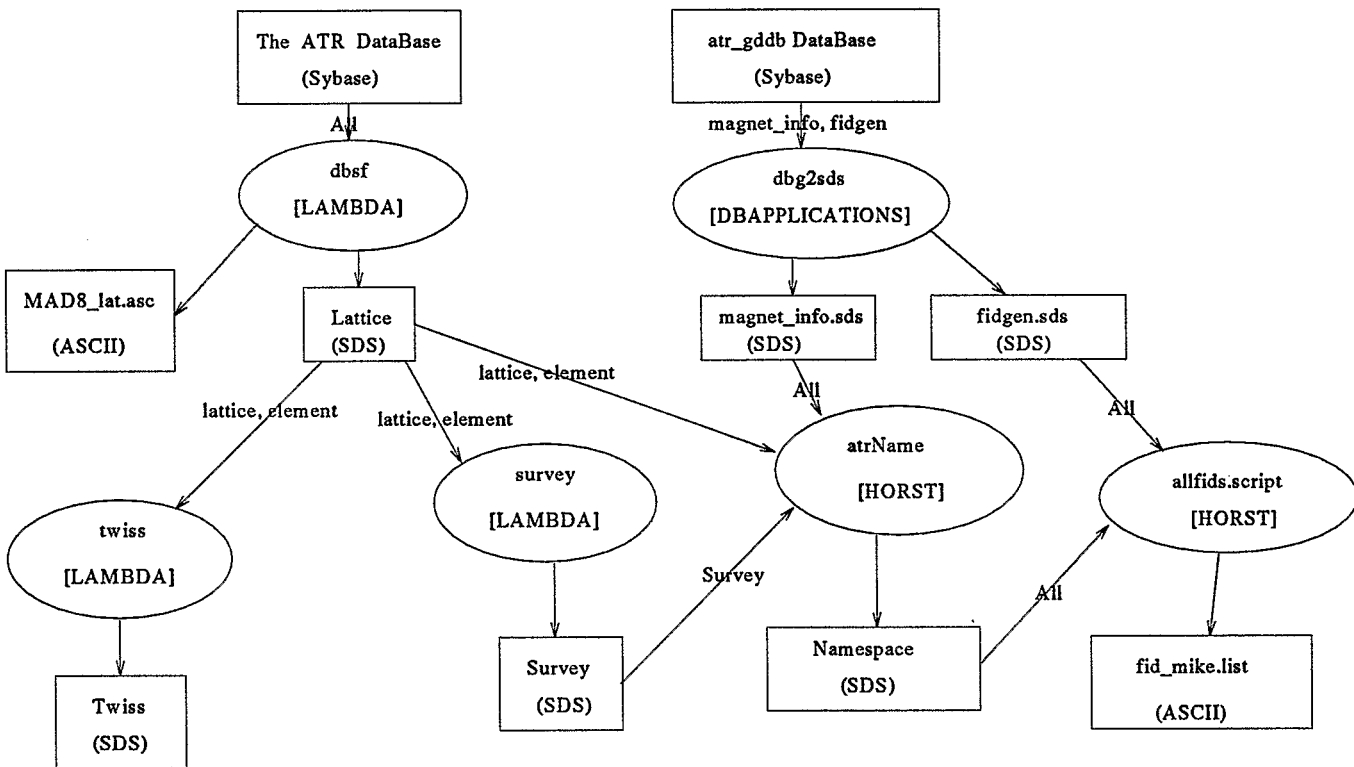 The ATR DataBase
(Sybase)
atr_gddb DataBase
(Sybase)
All
magnet_info, fidgen
dbsf
[LAMBDA]
dbg2sds
[DBAPPLICATIONS]
MAD8_lat.asc
(ASCII)
Lattice
(SDS)
magnet_info.sds
(SDS)
fidgen.sds
(SDS)
lattice, element
lattice, element
lattice, element
All
All
atrName
[HORST]
survey
[LAMBDA]
allfids.script
[HORST]
twiss
[LAMBDA]
Survey
All
Survey
(SDS)
Namespace
(SDS)
fid_mike.list
(ASCII)
Twiss
(SDS)